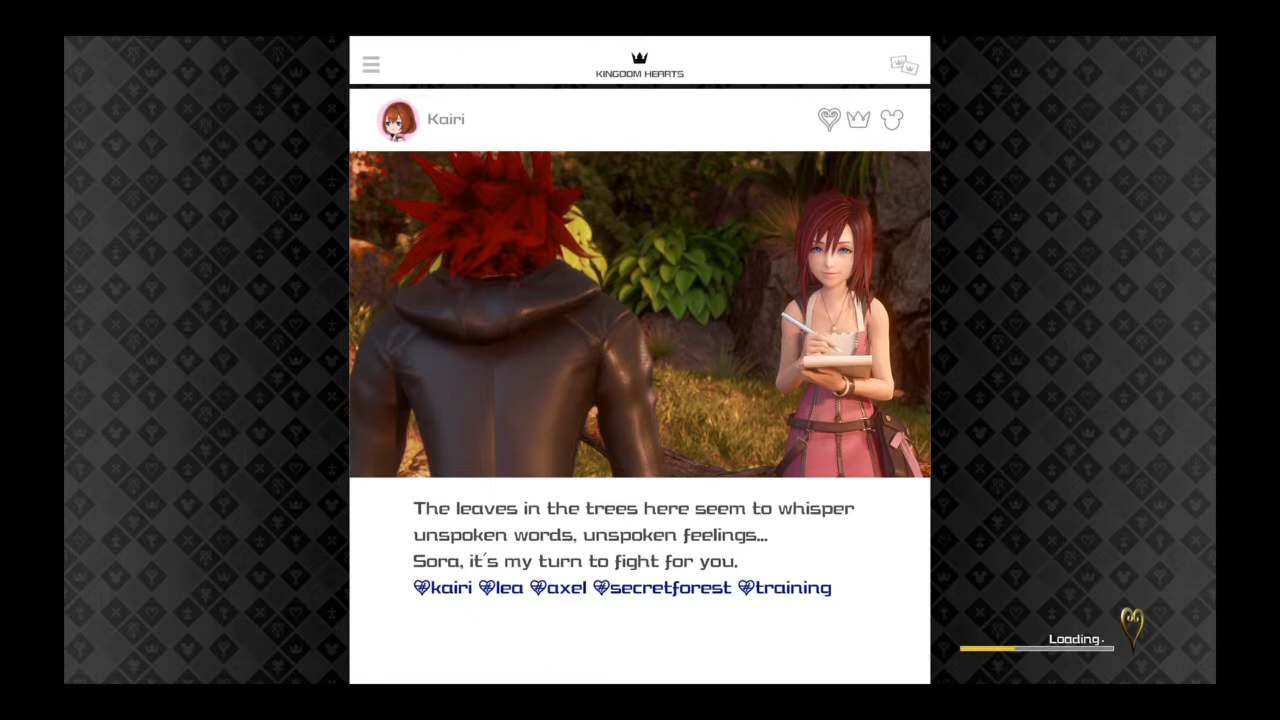 KINGDOM HEARTS
Kairi
The leaves in the trees here seem to whisper
unspoken words, unspoken feelings...
Sora, it's my turn to fight for you.
kairi lea axel secretforest training
Loading.